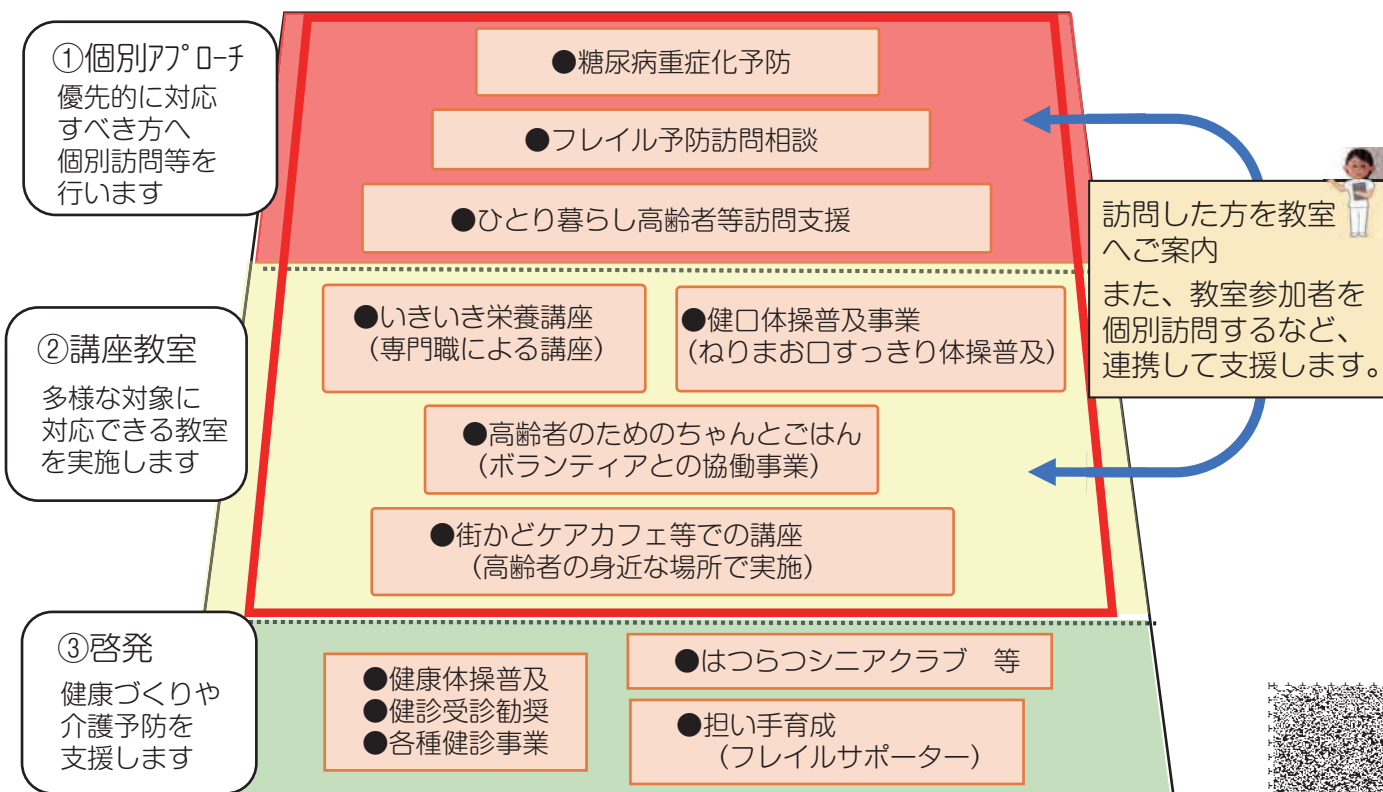 ①個別ｱﾌﾟﾛｰﾁ
優先的に対応
すべき方へ
個別訪問等を
行います
●糖尿病重症化予防
●フレイル予防訪問相談
●ひとり暮らし高齢者等訪問支援
訪問した方を教室
へご案内
また、教室参加者を
個別訪問するなど、
連携して支援します。
②講座教室
多様な対象に
対応できる教室
を実施します
●いきいき栄養講座
（専門職による講座）
●健口体操普及事業
（ねりまお口すっきり体操普及）
●高齢者のためのちゃんとごはん
（ボランティアとの協働事業）
●街かどケアカフェ等での講座
（高齢者の身近な場所で実施）
③啓発
健康づくりや
介護予防を
支援します
●健康体操普及
●健診受診勧奨
●各種健診事業
●はつらつシニアクラブ　等
●担い手育成
（フレイルサポーター）